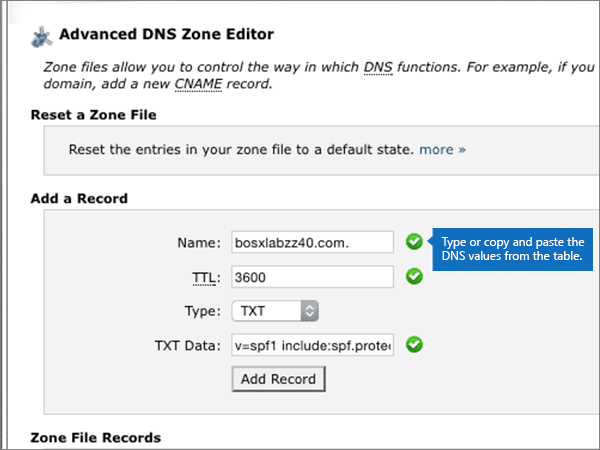 Advanced DNS Zone Editor
Zone files allow you to control the way in which DNS functions. For example, if you
domain, add a new CNAME record.
Reset a Zone File
Reset the entries in your zone file to a default state. more »
Add a Record
Name: bosxlabzz40.com.
Type or copy and paste the
DNS values from the table.
TTL: 3600
Type: TXT
TXT Data: v=spf1 include:spf.protec
Add Record
Zone File Records